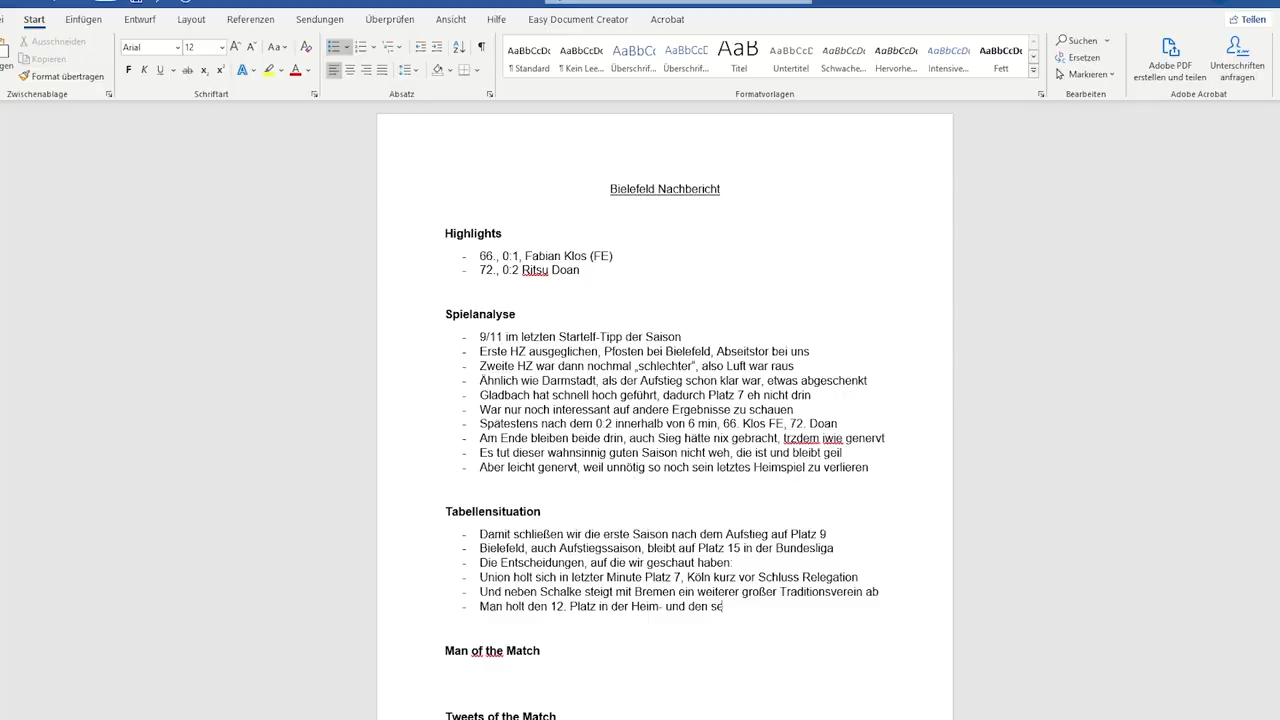 Start Einfügen Entwurf Layout Referenzen Sendungen Überprüfen Ansicht Hilfe Easy Document Creator Acrobat Teilen
Ausschneiden
Kopieren
Format übertragen
Zwischenablage
Arial 12
Aa
F K U ab x x A A
Schriftart
Absatz
AaBbCcDc AaBbCcDc AaBbCc AaBbCcD AaB AaBbCcD AaBbCcDc AaBbCcDc AaBbCcDc AaBbCcDc
¶ Standard ¶ Kein Lee... Überschrif... Überschrif... Titel Untertitel Schwache... Hervorhe... Intensive... Fett
Formatvorlagen
Suchen
Ersetzen
Markieren
Bearbeiten
Adobe PDF
erstellen und teilen
Unterschriften
anfragen
Adobe Acrobat
Bielefeld Nachbericht
Highlights
- 66., 0:1, Fabian Klos (FE)
- 72., 0:2 Ritsu Doan
Spielanalyse
- 9/11 im letzten Startelf-Tipp der Saison
- Erste HZ ausgeglichen, Pfosten bei Bielefeld, Abseitstor bei uns
- Zweite HZ war dann nochmal „schlechter“, also Luft war raus
- Ähnlich wie Darmstadt, als der Aufstieg schon klar war, etwas abgeschenkt
- Gladbach hat schnell hoch geführt, dadurch Platz 7 eh nicht drin
- War nur noch interessant auf andere Ergebnisse zu schauen
- Spätestens nach dem 0:2 innerhalb von 6 min, 66. Klos FE, 72. Doan
- Am Ende bleiben beide drin, auch Sieg hätte nix gebracht, trzdem iwie genervt
- Es tut dieser wahnsinnig guten Saison nicht weh, die ist und bleibt geil
- Aber leicht genervt, weil unnötig so noch sein letztes Heimspiel zu verlieren
Tabellensituation
- Damit schließen wir die erste Saison nach dem Aufstieg auf Platz 9
- Bielefeld, auch Aufstiegssaison, bleibt auf Platz 15 in der Bundesliga
- Die Entscheidungen, auf die wir geschaut haben:
- Union holt sich in letzter Minute Platz 7, Köln kurz vor Schluss Relegation
- Und neben Schalke steigt mit Bremen ein weiterer großer Traditionsverein ab
- Man holt den 12. Platz in der Heim- und den se
Man of the Match
Tweets of the Match